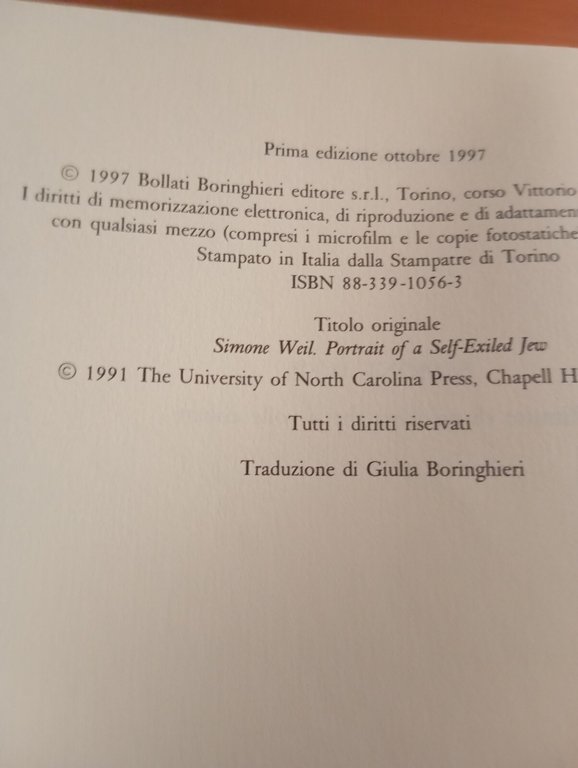 Prima edizione ottobre 1997
© 1997 Bollati Boringhieri editore s.r.l., Torino, corso Vittorio
I diritti di memorizzazione elettronica, di riproduzione e di adattamen
con qualsiasi mezzo (compresi i microfilm e le copie fotostatiche
Stampato in Italia dalla Stampatre di Torino
ISBN 88-339-1056-3
Titolo originale
Simone Weil. Portrait of a Self-Exiled Jew
© 1991 The University of North Carolina Press, Chapell H
Tutti i diritti riservati
Traduzione di Giulia Boringhieri